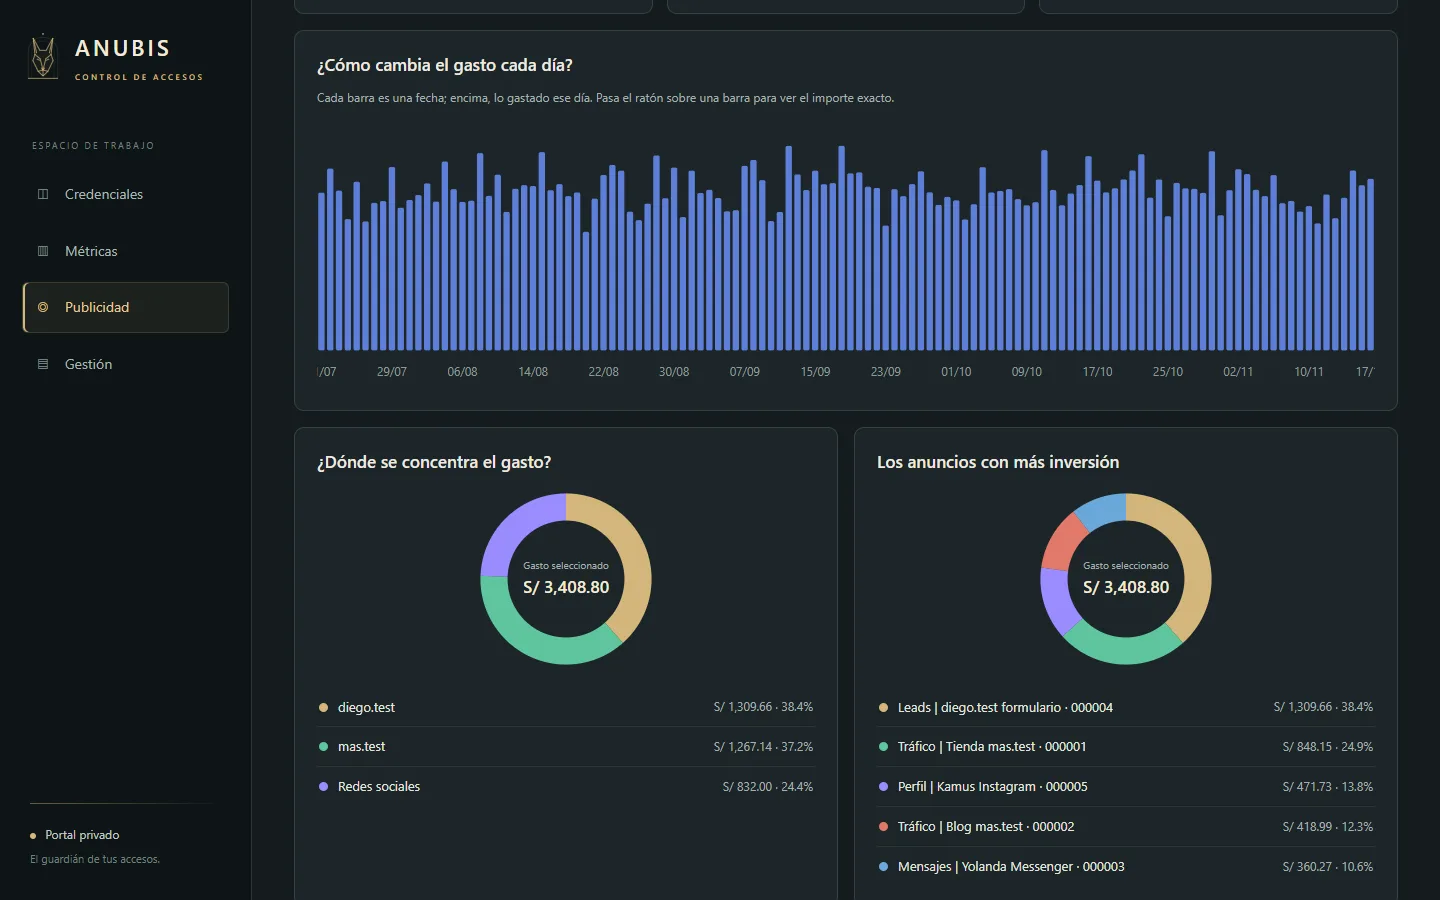 ANUBIS
CONTROL DE ACCESOS
ESPACIO DE TRABAJO
Credenciales
Métricas
Publicidad
Gestión
Portal privado
El guardián de tus accesos.
¿Cómo cambia el gasto cada día?
Cada barra es una fecha; encima, lo gastado ese día. Pasa el ratón sobre una barra para ver el importe exacto.
/07 29/07 06/08 14/08 22/08 30/08 07/09 15/09 23/09 01/10 09/10 17/10 25/10 02/11 10/11 17/
¿Dónde se concentra el gasto?
Gasto seleccionado
S/ 3,408.80
diego.test S/ 1,309.66 · 38.4%
mas.test S/ 1,267.14 · 37.2%
Redes sociales S/ 832.00 · 24.4%
Los anuncios con más inversión
Gasto seleccionado
S/ 3,408.80
Leads | diego.test formulario · 000004 S/ 1,309.66 · 38.4%
Tráfico | Tienda mas.test · 000001 S/ 848.15 · 24.9%
Perfil | Kamus Instagram · 000005 S/ 471.73 · 13.8%
Tráfico | Blog mas.test · 000002 S/ 418.99 · 12.3%
Mensajes | Yolanda Messenger · 000003 S/ 360.27 · 10.6%